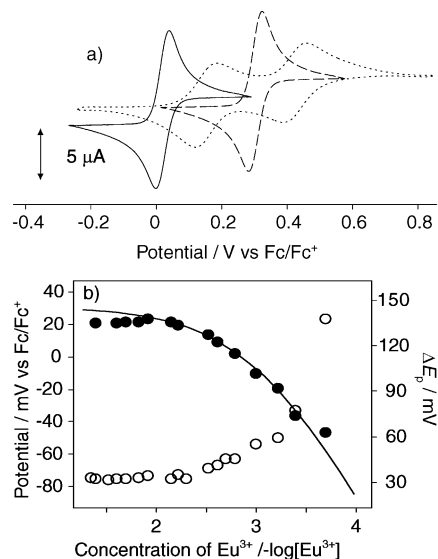 a)
5 μA
-0.4 -0.2 0 0.2 0.4 0.6 0.8
Potential / V vs Fc/Fc⁺
b)
40
20
0
-20
-40
-60
-80
Potential / mV vs Fc/Fc⁺
150
120
90
60
30
ΔEₚ / mV
2 3 4
Concentration of Eu³⁺ /-log[Eu³⁺]